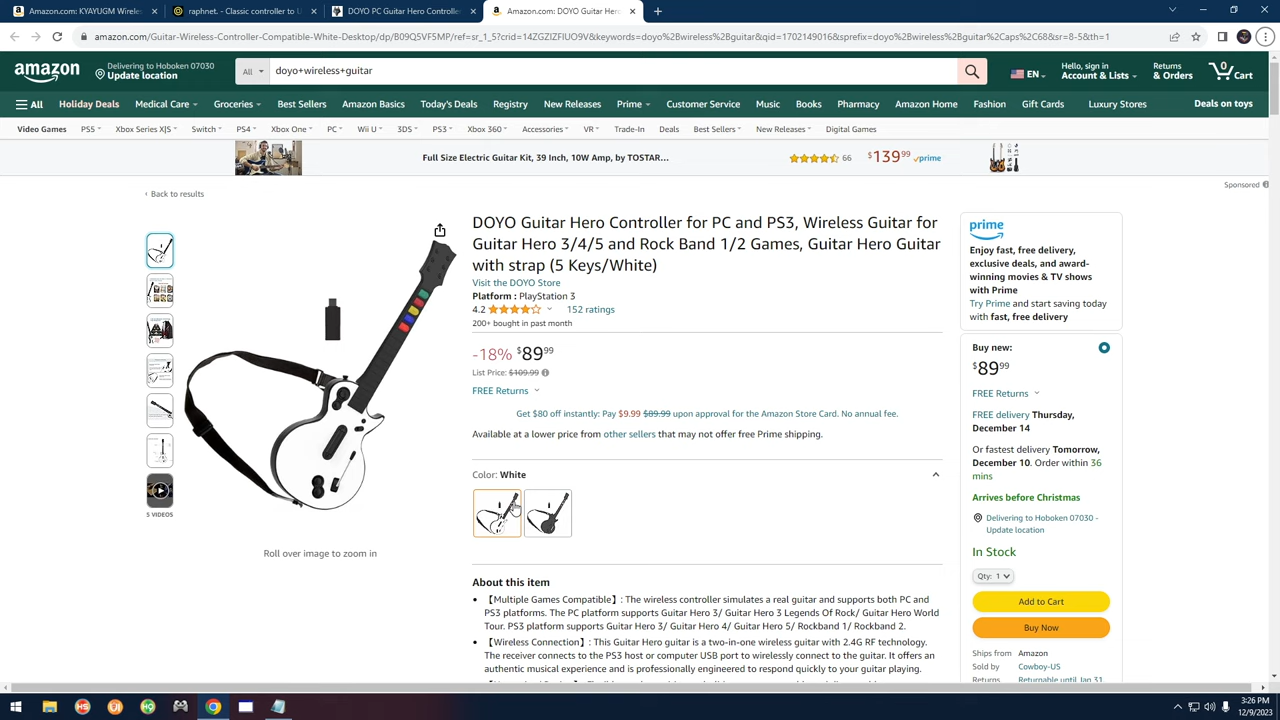 Amazon.com: KYAYUGM Wireles
raphnet. - Classic controller to U
DOYO PC Guitar Hero Controller
Amazon.com: DOYO Guitar Her
amazon.com/Guitar-Wireless-Controller-Compatible-White-Desktop/dp/B09Q5VF5MP/ref=sr_1_5?crid=14ZGZIZFIUO9V&keywords=doyo%2Bwireless%2Bguitar&qid=1702149016&sprefix=doyo%2Bwireless%2Bguitar%2Caps%2C68&sr=8-5&th=1
amazon
Delivering to Hoboken 07030
Update location
All
doyo+wireless+guitar
EN
Hello, sign in
Account & Lists
Returns
& Orders
0
Cart
All
Holiday Deals
Medical Care
Groceries
Best Sellers
Amazon Basics
Today's Deals
Registry
New Releases
Prime
Customer Service
Music
Books
Pharmacy
Amazon Home
Fashion
Gift Cards
Luxury Stores
Deals on toys
Video Games
PS5
Xbox Series X|S
Switch
PS4
Xbox One
PC
Wii U
3DS
PS3
Xbox 360
Accessories
VR
Trade-In
Deals
Best Sellers
New Releases
Digital Games
Full Size Electric Guitar Kit, 39 Inch, 10W Amp, by TOSTAR...
66
$139 99
prime
Sponsored
‹ Back to results
DOYO Guitar Hero Controller for PC and PS3, Wireless Guitar for
Guitar Hero 3/4/5 and Rock Band 1/2 Games, Guitar Hero Guitar
with strap (5 Keys/White)
Visit the DOYO Store
Platform : PlayStation 3
4.2
152 ratings
200+ bought in past month
-18% $89 99
List Price: $109.99
FREE Returns
Get $80 off instantly: Pay $9.99 $89.99 upon approval for the Amazon Store Card. No annual fee.
Available at a lower price from other sellers that may not offer free Prime shipping.
Color: White
5 VIDEOS
Roll over image to zoom in
About this item
• 【Multiple Games Compatible】: The wireless controller simulates a real guitar and supports both PC and
PS3 platforms. The PC platform supports Guitar Hero 3/ Guitar Hero 3 Legends Of Rock/ Guitar Hero World
Tour. PS3 platform supports Guitar Hero 3/ Guitar Hero 4/ Guitar Hero 5/ Rockband 1/ Rockband 2.
• 【Wireless Connection】: This Guitar Hero guitar is a two-in-one wireless guitar with 2.4G RF technology.
The receiver connects to the PS3 host or computer USB port to wirelessly connect to the guitar. It offers an
authentic musical experience and is professionally engineered to respond quickly to your guitar playing.
prime
Enjoy fast, free delivery,
exclusive deals, and award-
winning movies & TV shows
with Prime
Try Prime and start saving today
with fast, free delivery
Buy new:
$89 99
FREE Returns
FREE delivery Thursday,
December 14
Or fastest delivery Tomorrow,
December 10. Order within 36
mins
Arrives before Christmas
Delivering to Hoboken 07030 -
Update location
In Stock
Qty: 1
Add to Cart
Buy Now
Ships from Amazon
Sold by Cowboy-US
Returns Returnable until Jan 31
3:26 PM
12/9/2023